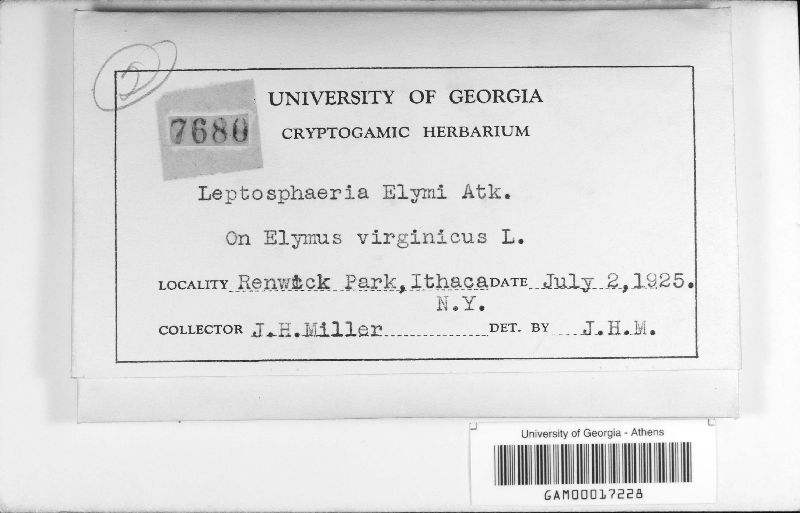 UNIVERSITY OF GEORGIA
7680
CRYPTOGAMIC HERBARIUM
Leptosphaeria Elymi Atk.
On Elymus virginicus L.
LOCALITY Renwick Park, Ithaca DATE July 2, 1925.
N.Y.
COLLECTOR J.H.Miller DET. BY J.H.M.
University of Georgia - Athens
GAM00017228